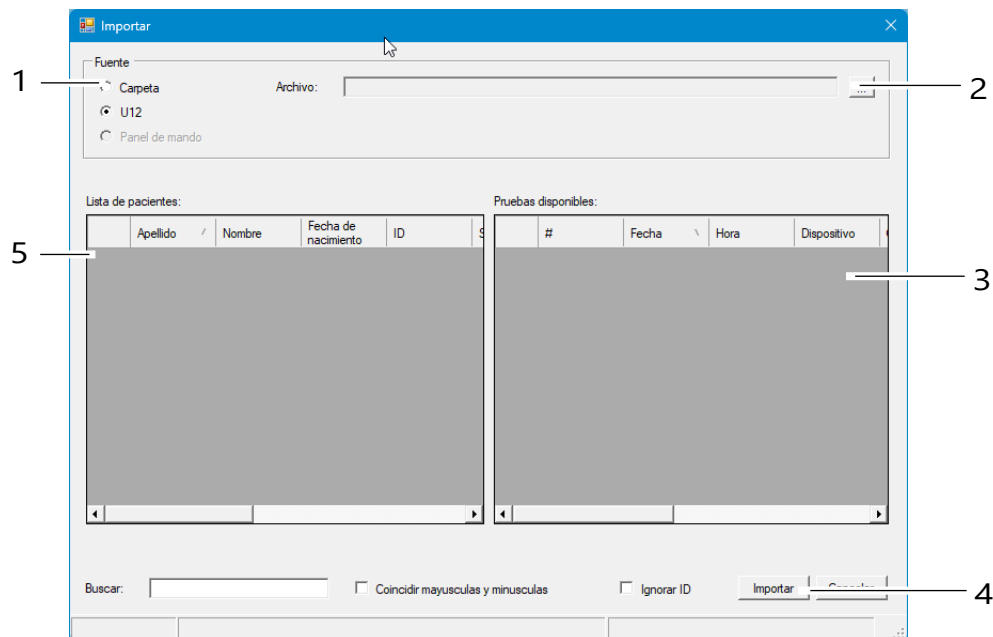 Importar
Fuente
1
Carpeta
Archivo:
...
2
U12
Panel de mando
Lista de pacientes:
Pruebas disponibles:
Apellido / Nombre Fecha de nacimiento ID
# Fecha \ Hora Dispositivo
5
3
Buscar:
Coincidir mayusculas y minusculas
Ignorar ID
Importar
4